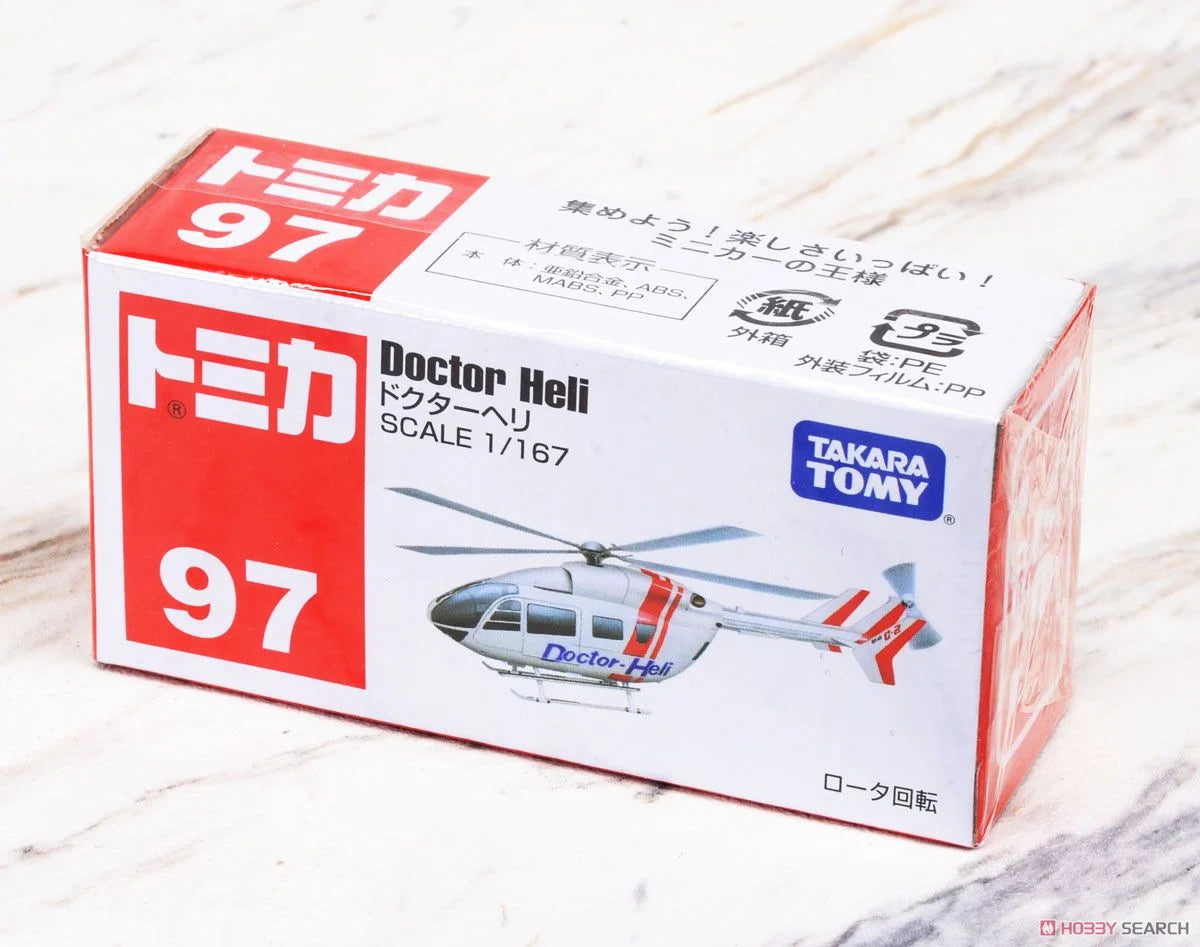 トミカ
97
集めよう！楽しさいっぱい！
ミニカーの王様
材質表示
本 体：亜鉛合金、ABS、
MABS、PP
紙
外箱
プラ
袋:PE
外装フィルム:PP
トミカ®
97
Doctor Heli
ドクターヘリ
SCALE 1/167
TAKARA
TOMY®
Doctor-Heli
ロータ回転
HOBBY SEARCH